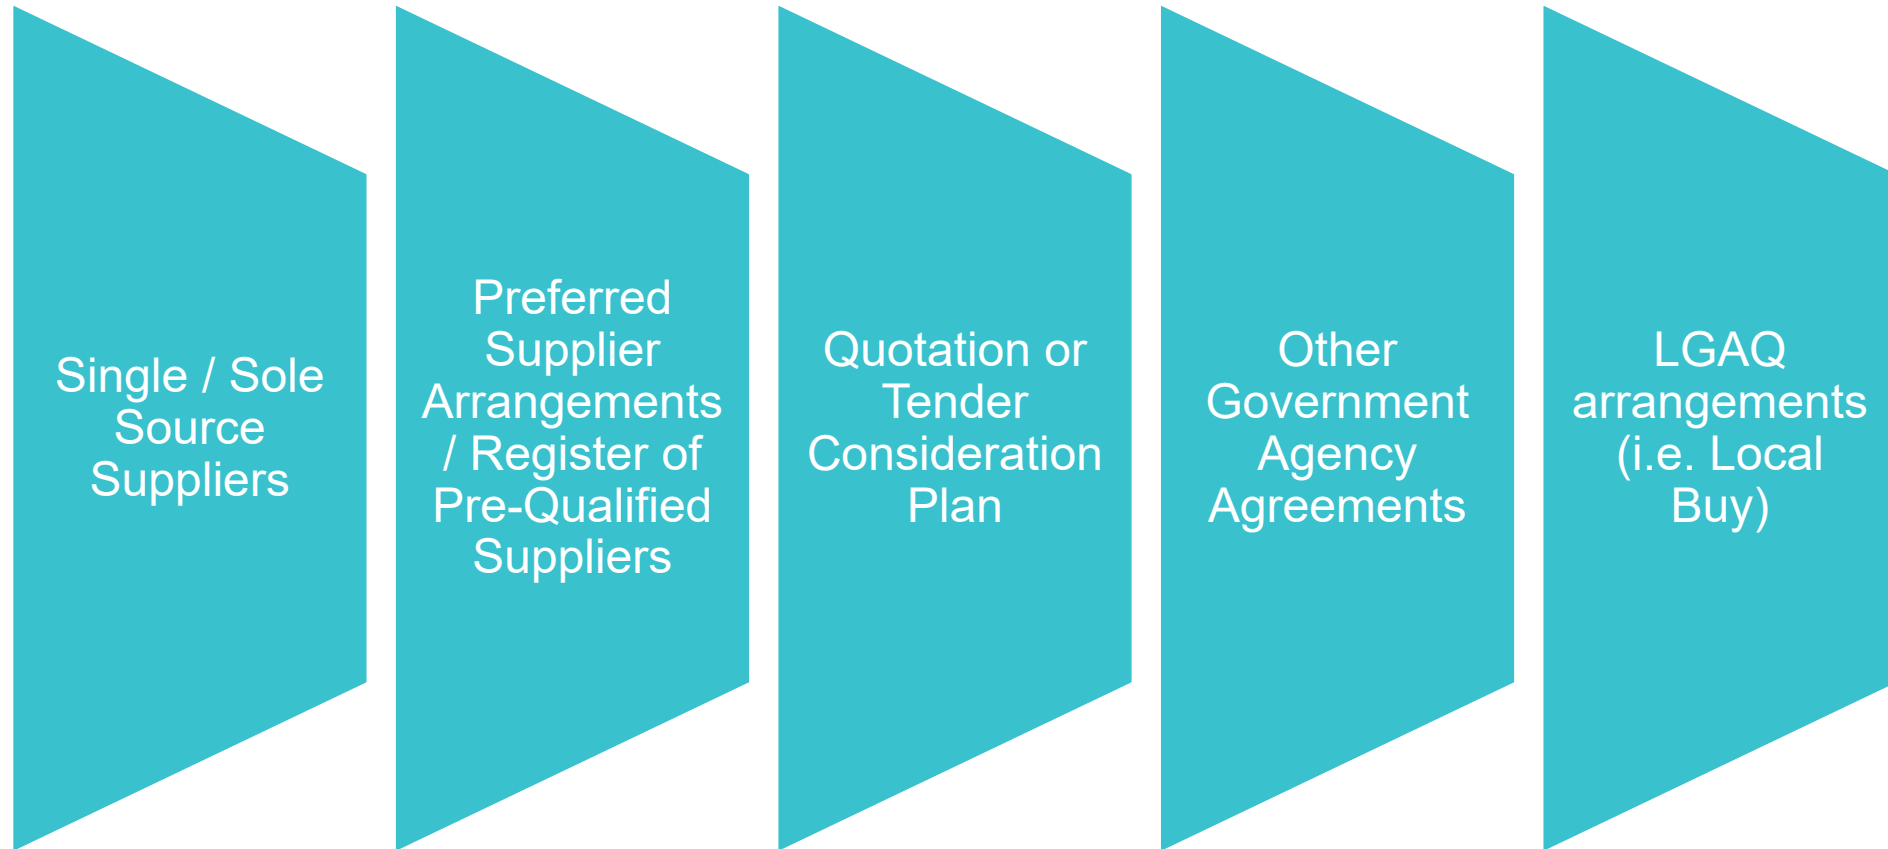 Single / Sole
Source
Suppliers
Preferred
Supplier
Arrangements
/ Register of
Pre-Qualified
Suppliers
Quotation or
Tender
Consideration
Plan
Other
Government
Agency
Agreements
LGAQ
arrangements
(i.e. Local
Buy)